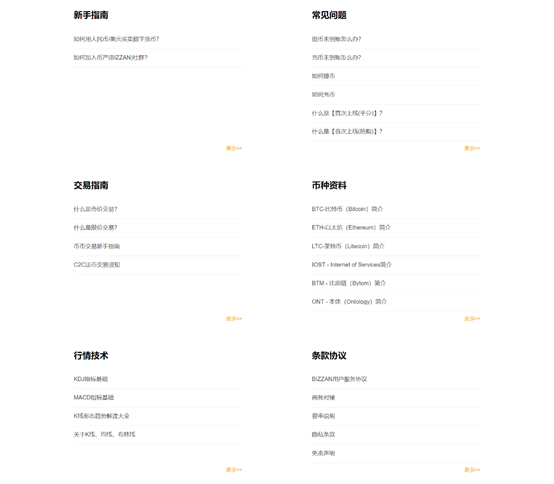 新手指南
如何用人民币/美元买卖数字货币?
如何加入币严(BIZZAN)社群?
更多>>
常见问题
提币未到账怎么办?
充币未到账怎么办?
如何提币
如何充币
什么是【首次上线(平分)】?
什么是【首次上线(抢购)】?
更多>>
交易指南
什么是市价交易?
什么是限价交易?
币币交易新手指南
C2C法币交易须知
更多>>
币种资料
BTC-比特币（Bitcoin）简介
ETH-以太坊（Ethereum）简介
LTC-莱特币（Litecoin）简介
IOST - Internet of Services简介
BTM - 比原链（Bytom）简介
ONT - 本体（Ontology）简介
更多>>
行情技术
KDJ指标基础
MACD指标基础
K线形态趋势解读大全
关于K线、均线、布林线
更多>>
条款协议
BIZZAN用户服务协议
商务对接
费率说明
隐私条款
免责声明
更多>>